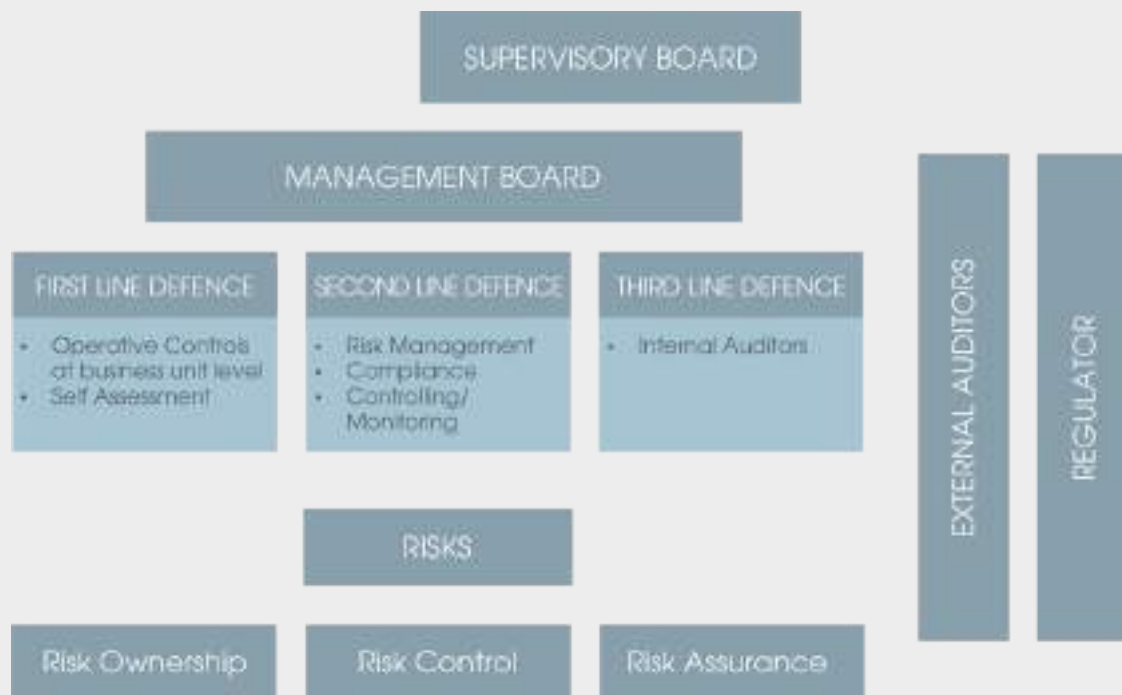 SUPERVISORY BOARD
MANAGEMENT BOARD
FIRST LINE DEFENCE
• Operative Controls
at business unit level
• Self Assessment
SECOND LINE DEFENCE
• Risk Management
• Compliance
• Controlling/
Monitoring
THIRD LINE DEFENCE
• Internal Auditors
EXTERNAL AUDITORS
REGULATOR
RISKS
Risk Ownership
Risk Control
Risk Assurance